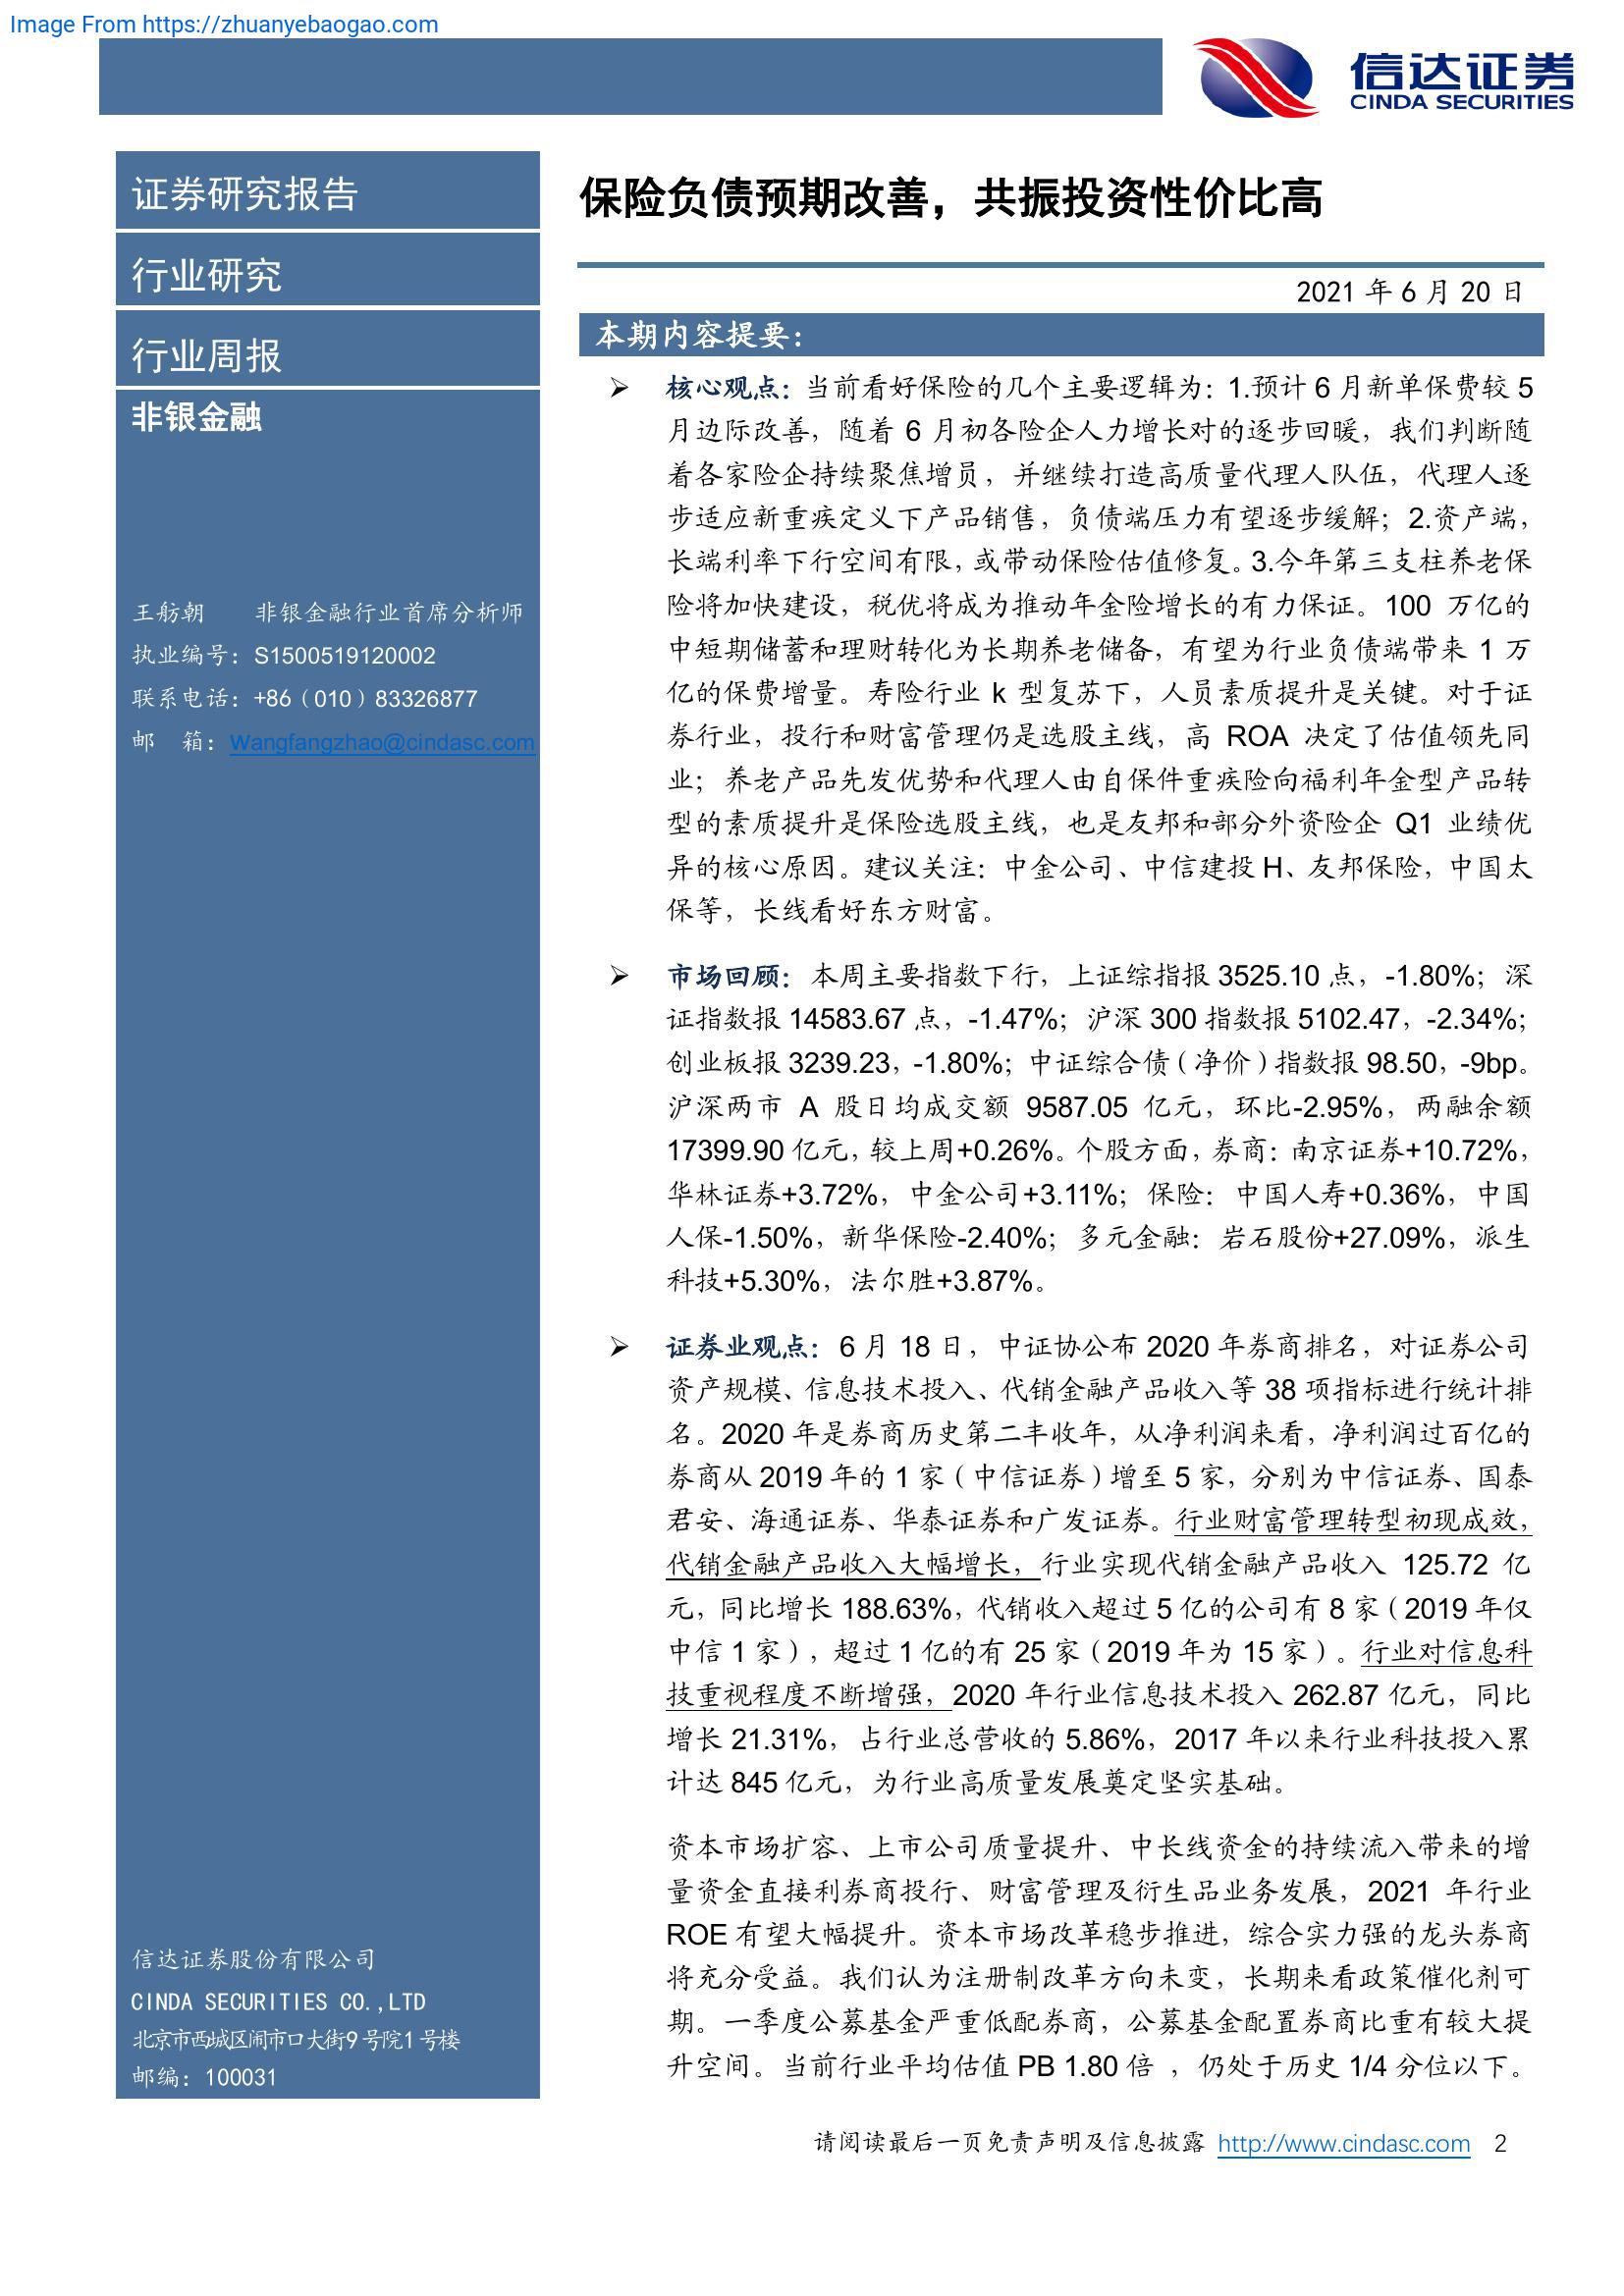 Image From https://zhuanyebaogao.com
信达证券
CINDA SECURITIES
证券研究报告
行业研究
行业周报
非银金融
王舫朝 非银金融行业首席分析师
执业编号：S1500519120002
联系电话：+86（010）83326877
邮 箱：Wangfangzhao@cindasc.com
信达证券股份有限公司
CINDA SECURITIES CO.,LTD
北京市西城区闹市口大街9号院1号楼
邮编：100031
保险负债预期改善，共振投资性价比高
2021 年 6 月 20 日
本期内容提要：
➢ 核心观点：当前看好保险的几个主要逻辑为：1.预计 6 月新单保费较 5
月边际改善，随着 6 月初各险企人力增长对的逐步回暖，我们判断随
着各家险企持续聚焦增员，并继续打造高质量代理人队伍，代理人逐
步适应新重疾定义下产品销售，负债端压力有望逐步缓解；2.资产端，
长端利率下行空间有限，或带动保险估值修复。3.今年第三支柱养老保
险将加快建设，税优将成为推动年金险增长的有力保证。100 万亿的
中短期储蓄和理财转化为长期养老储备，有望为行业负债端带来 1 万
亿的保费增量。寿险行业 k 型复苏下，人员素质提升是关键。对于证
券行业，投行和财富管理仍是选股主线，高 ROA 决定了估值领先同
业；养老产品先发优势和代理人由自保件重疾险向福利年金型产品转
型的素质提升是保险选股主线，也是友邦和部分外资险企 Q1 业绩优
异的核心原因。建议关注：中金公司、中信建投 H、友邦保险，中国太
保等，长线看好东方财富。
➢ 市场回顾：本周主要指数下行，上证综指报 3525.10 点，-1.80%；深
证指数报 14583.67 点，-1.47%；沪深 300 指数报 5102.47，-2.34%；
创业板报 3239.23，-1.80%；中证综合债（净价）指数报 98.50，-9bp。
沪深两市 A 股日均成交额 9587.05 亿元，环比-2.95%，两融余额
17399.90 亿元，较上周+0.26%。个股方面，券商：南京证券+10.72%，
华林证券+3.72%，中金公司+3.11%；保险：中国人寿+0.36%，中国
人保-1.50%，新华保险-2.40%；多元金融：岩石股份+27.09%，派生
科技+5.30%，法尔胜+3.87%。
➢ 证券业观点：6 月 18 日，中证协公布 2020 年券商排名，对证券公司
资产规模、信息技术投入、代销金融产品收入等 38 项指标进行统计排
名。2020 年是券商历史第二丰收年，从净利润来看，净利润过百亿的
券商从 2019 年的 1 家（中信证券）增至 5 家，分别为中信证券、国泰
君安、海通证券、华泰证券和广发证券。行业财富管理转型初现成效，
代销金融产品收入大幅增长，行业实现代销金融产品收入 125.72 亿
元，同比增长 188.63%，代销收入超过 5 亿的公司有 8 家（2019 年仅
中信 1 家），超过 1 亿的有 25 家（2019 年为 15 家）。行业对信息科
技重视程度不断增强，2020 年行业信息技术投入 262.87 亿元，同比
增长 21.31%，占行业总营收的 5.86%，2017 年以来行业科技投入累
计达 845 亿元，为行业高质量发展奠定坚实基础。
资本市场扩容、上市公司质量提升、中长线资金的持续流入带来的增
量资金直接利券商投行、财富管理及衍生品业务发展，2021 年行业
ROE 有望大幅提升。资本市场改革稳步推进，综合实力强的龙头券商
将充分受益。我们认为注册制改革方向未变，长期来看政策催化剂可
期。一季度公募基金严重低配券商，公募基金配置券商比重有较大提
升空间。当前行业平均估值 PB 1.80 倍 ，仍处于历史 1/4 分位以下。
请阅读最后一页免责声明及信息披露 http://www.cindasc.com 2